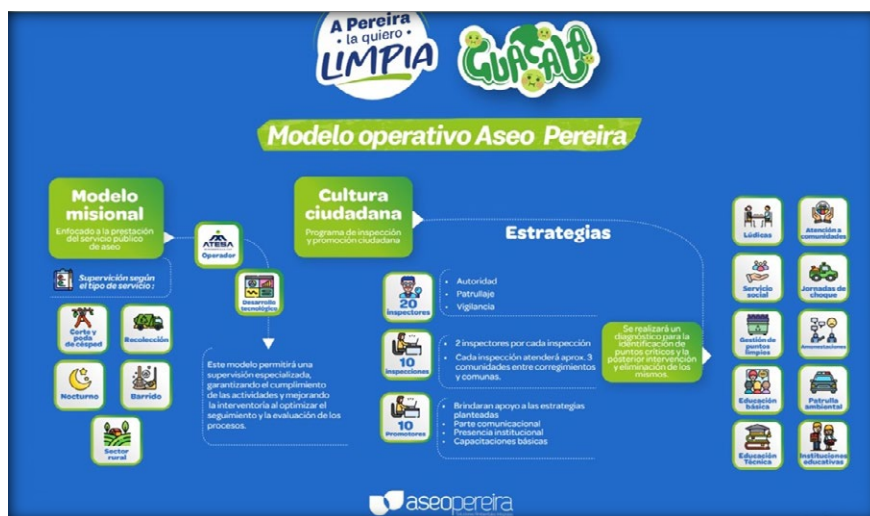 A Pereira
la quiero
LIMPIA
GUACALA
Modelo operativo Aseo Pereira
Modelo
misional
Enfocado a la prestación
del servicio público
de aseo
ATESA
Operador
Supervisión según
el tipo de servicio:
Desarrollo
tecnológico
Corte y
poda
de césped
Recolección
Nocturno
Barrido
Sector
rural
Este modelo permitirá una
supervisión especializada,
garantizando el cumplimiento
de las actividades y mejorando
la interventoría al optimizar el
seguimiento y la evaluación de los
procesos.
Cultura
ciudadana
Programa de inspección
y promoción ciudadana
Estrategias
20
inspectores
• Autoridad
• Patrullaje
• Vigilancia
10
inspecciones
• 2 inspectores por cada inspección
• Cada inspección atenderá aprox. 3
comunidades entre corregimientos
y comunas.
10
Promotores
• Brindaran apoyo a las estrategias
planteadas
• Parte comunicacional
• Presencia institucional
• Capacitaciones básicas
Se realizará un
diagnóstico para la
identificación de
puntos críticos y la
posterior intervención
y eliminación de los
mismos.
Lúdicas
Atención a
comunidades
Servicio
social
Jornadas de
choque
Gestión de
puntos
limpios
Amonestaciones
Educación
básica
Patrulla
ambiental
Educación
Técnica
Instituciones
educativas
aseopereira